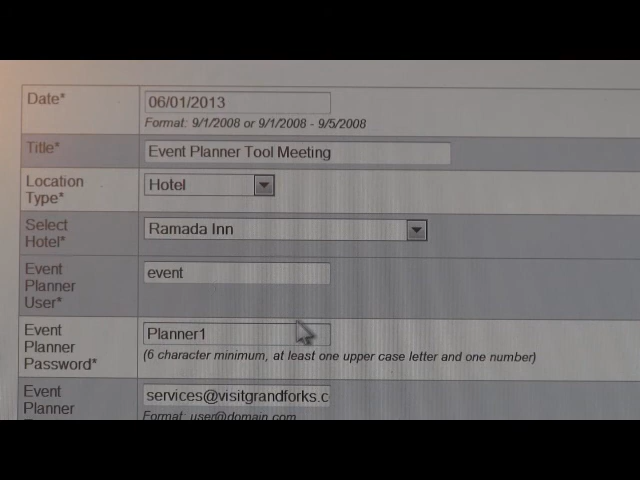 Date*
06/01/2013
Format: 9/1/2008 or 9/1/2008 - 9/5/2008
Title*
Event Planner Tool Meeting
Location
Type*
Hotel
Select
Hotel*
Ramada Inn
Event
Planner
User*
event
Event
Planner
Password*
Planner1
(6 character minimum, at least one upper case letter and one number)
Event
Planner
services@visitgrandforks.c
Format: user@domain.com